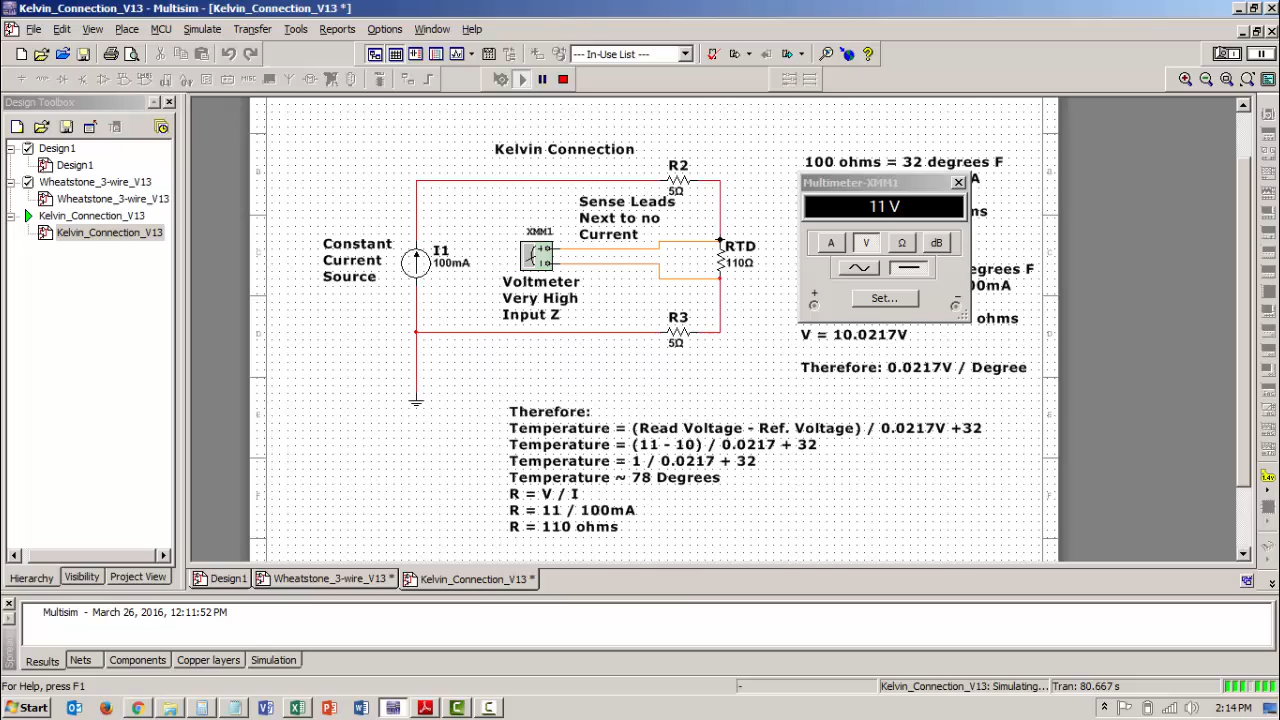 Kelvin_Connection_V13 - Multisim - [Kelvin_Connection_V13 *]
File Edit View Place MCU Simulate Transfer Tools Reports Options Window Help
--- In-Use List ---
MISC
Design Toolbox
Design1
Design1
Wheatstone_3-wire_V13
Wheatstone_3-wire_V13
Kelvin_Connection_V13
Kelvin_Connection_V13
Hierarchy Visibility Project View
Kelvin Connection
R2
5Ω
Sense Leads
Next to no
Current
XMM1
Constant
Current
Source
I1
100mA
RTD
110Ω
Voltmeter
Very High
Input Z
R3
5Ω
100 ohms = 32 degrees F
Multimeter-XMM1
11 V
A V Ω dB
Set...
+ -
ohms
V = 10.0217V
Therefore: 0.0217V / Degree
Therefore:
Temperature = (Read Voltage - Ref. Voltage) / 0.0217V +32
Temperature = (11 - 10) / 0.0217 + 32
Temperature = 1 / 0.0217 + 32
Temperature ~ 78 Degrees
R = V / I
R = 11 / 100mA
R = 110 ohms
Design1 Wheatstone_3-wire_V13 * Kelvin_Connection_V13 *
Multisim - March 26, 2016, 12:11:52 PM
Results Nets Components Copper layers Simulation
For Help, press F1
- Kelvin_Connection_V13: Simulating... Tran: 80.667 s
Start
2:14 PM